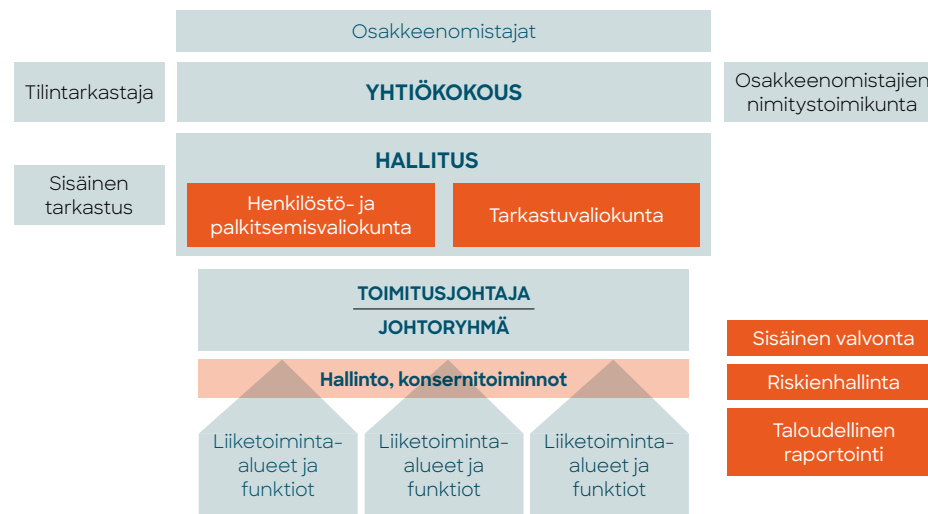 Osakkeenomistajat
Tilintarkastaja
YHTIÖKOKOUS
Osakkeenomistajien
nimitystoimikunta
HALLITUS
Sisäinen
tarkastus
Henkilöstö- ja
palkitsemisvaliokunta
Tarkastuvaliokunta
TOIMITUSJOHTAJA
JOHTORYHMÄ
Sisäinen valvonta
Hallinto, konsernitoiminnot
Riskienhallinta
Liiketoiminta-
alueet ja
funktiot
Liiketoiminta-
alueet ja
funktiot
Liiketoiminta-
alueet ja
funktiot
Taloudellinen
raportointi